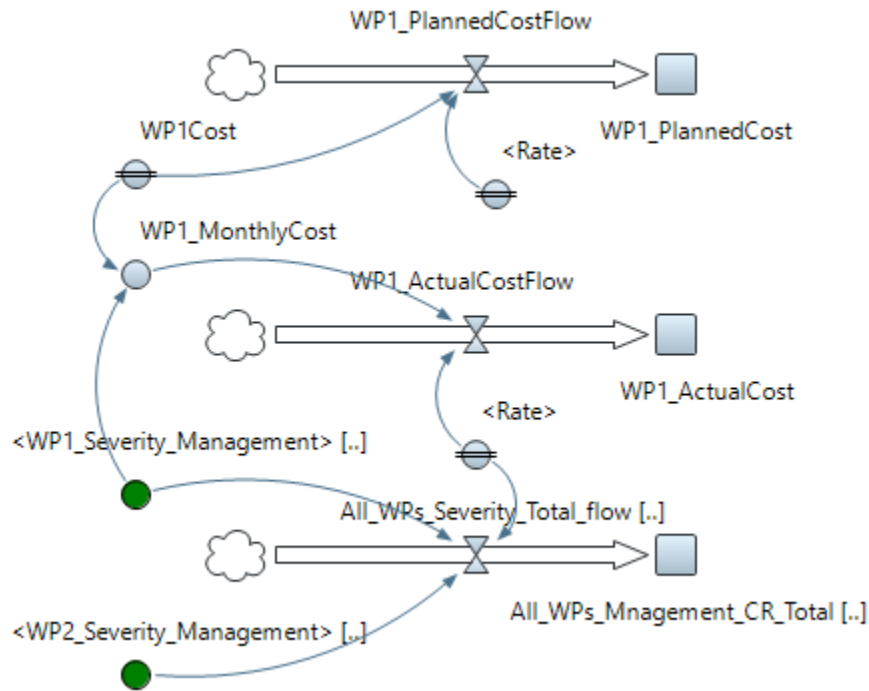 WP1_PlannedCostFlow
WP1Cost
WP1_PlannedCost
<Rate>
WP1_MonthlyCost
WP1_ActualCostFlow
WP1_ActualCost
<Rate>
<WP1_Severity_Management> [..]
All_WPs_Severity_Total_flow [..]
All_WPs_Mnagement_CR_Total [..]
<WP2_Severity_Management> [..]